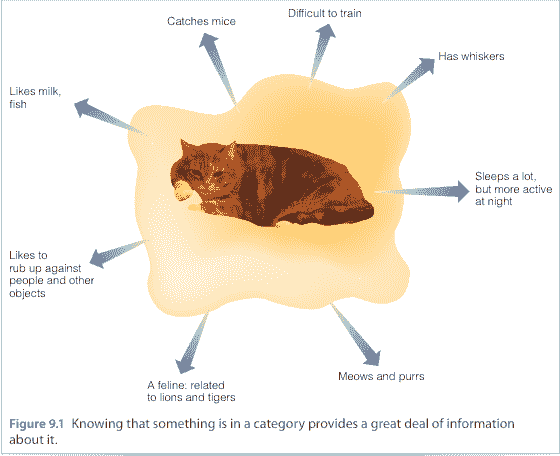 Catches mice
Difficult to train
Has whiskers
Likes milk,
fish
Sleeps a lot,
but more active
at night
Likes to
rub up against
people and other
objects
A feline: related
to lions and tigers
Meows and purrs
Figure 9.1 Knowing that something is in a category provides a great deal of information
about it.